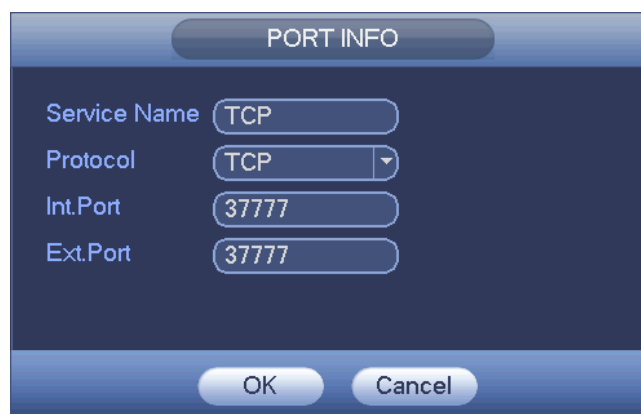 PORT INFO
Service Name TCP
Protocol TCP
Int.Port 37777
Ext.Port 37777
OK Cancel